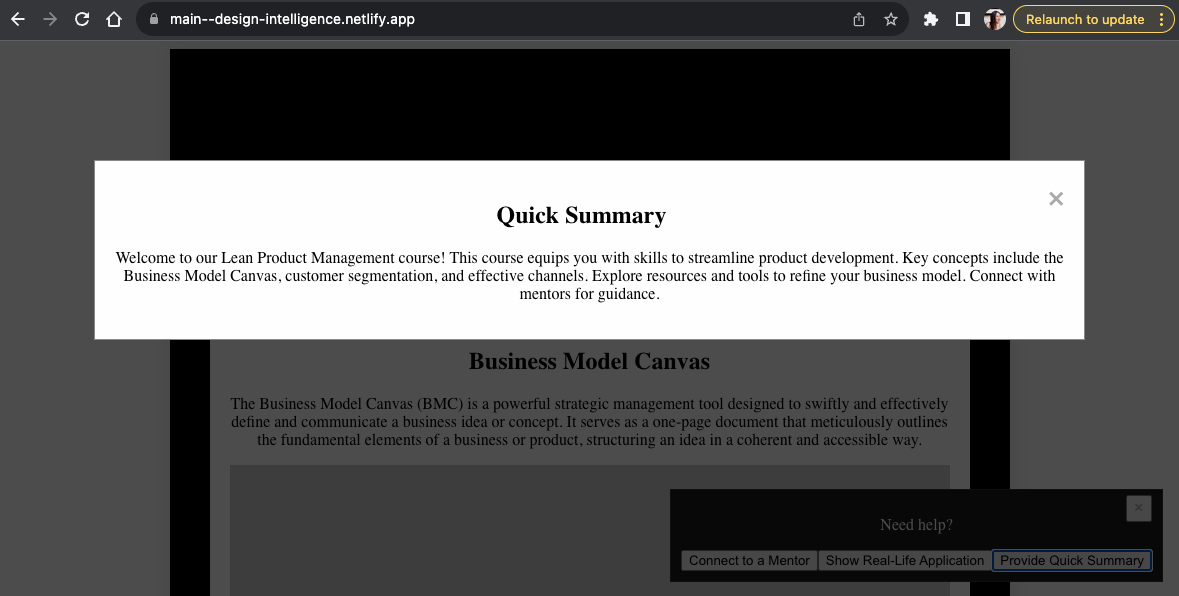 main--design-intelligence.netlify.app
Relaunch to update
Quick Summary
Welcome to our Lean Product Management course! This course equips you with skills to streamline product development. Key concepts include the
Business Model Canvas, customer segmentation, and effective channels. Explore resources and tools to refine your business model. Connect with
mentors for guidance.
Business Model Canvas
The Business Model Canvas (BMC) is a powerful strategic management tool designed to swiftly and effectively
define and communicate a business idea or concept. It serves as a one-page document that meticulously outlines
the fundamental elements of a business or product, structuring an idea in a coherent and accessible way.
Need help?
Connect to a Mentor Show Real-Life Application Provide Quick Summary